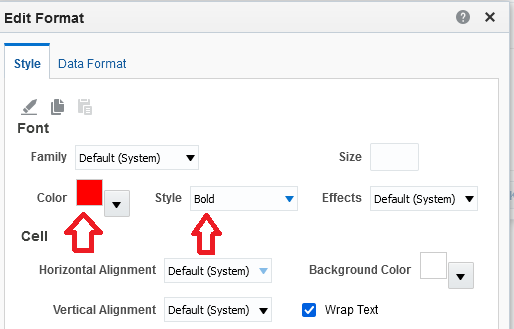 Edit Format
Style Data Format
Font
Family Default (System) Size
Color Style Bold Effects Default (System)
Cell
Horizontal Alignment Default (System) Background Color
Vertical Alignment Default (System) Wrap Text